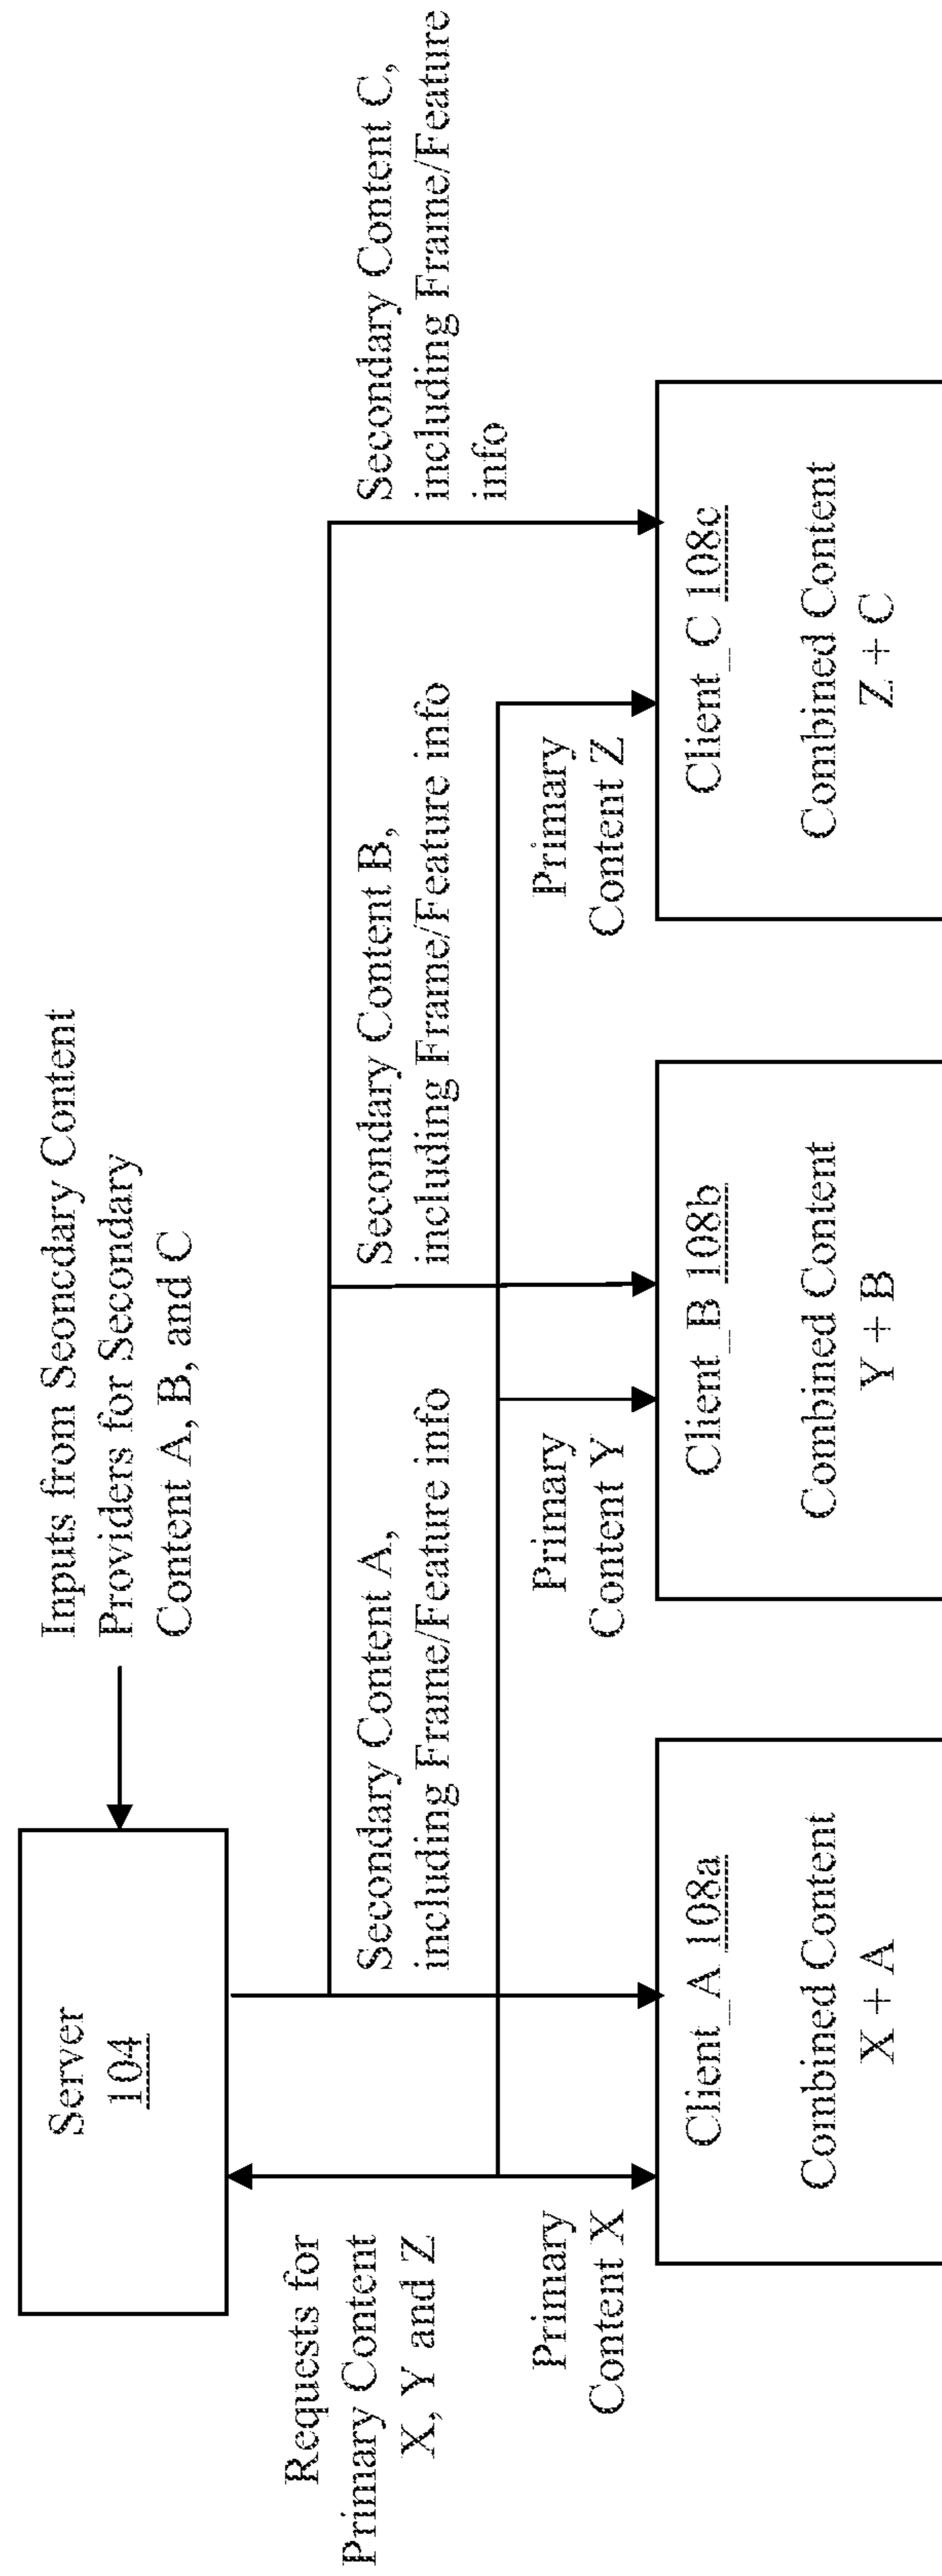 Inputs from Seoncdary Content
Providers for Secondary
Content A, B, and C
Server
104
Requests for
Primary Content
X, Y and Z
Secondary Content A,
including Frame/Feature info
Secondary Content B,
including Frame/Feature info
Secondary Content C,
including Frame/Feature
info
Primary
Content X
Primary
Content Y
Primary
Content Z
Client_A 108a
Combined Content
X + A
Client_B 108b
Combined Content
Y + B
Client_C 108c
Combined Content
Z + C